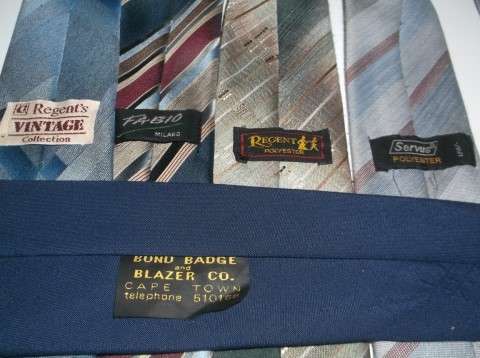 Regent's
VINTAGE
Collection
FABIO
MILANO
REGENT
POLYESTER
Servus
POLYESTER
BOND BADGE
and
BLAZER CO.
CAPE TOWN
telephone